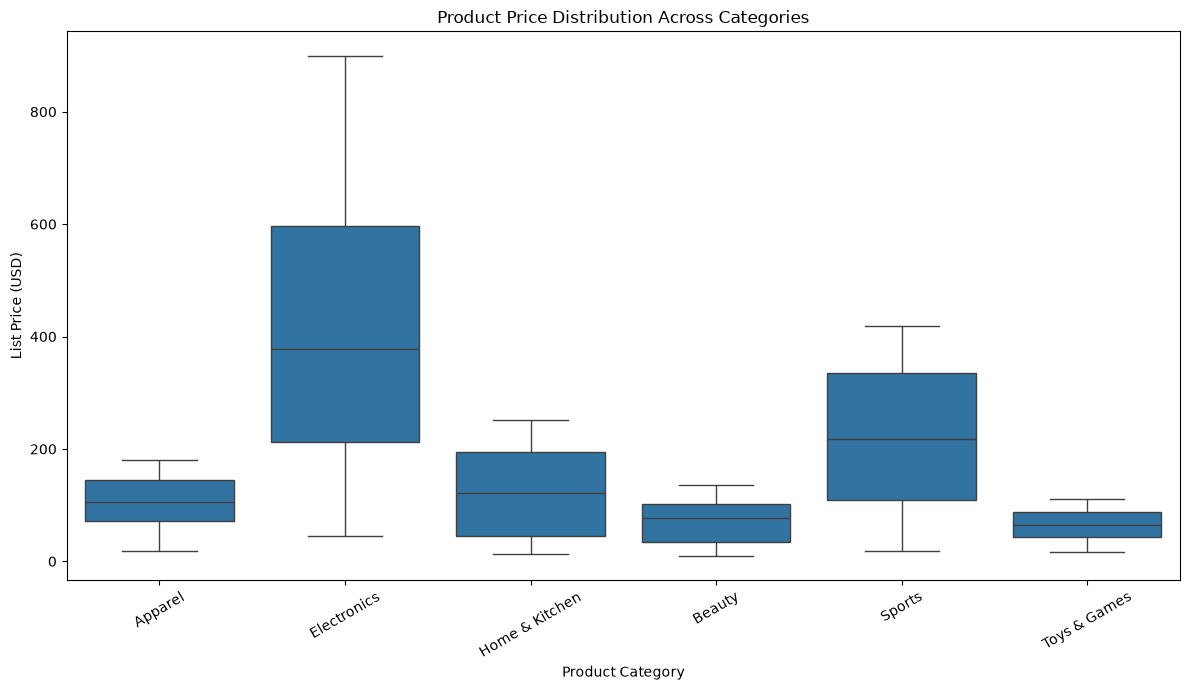 Product Price Distribution Across Categories
List Price (USD)
800
600
400
200
0
Apparel
Electronics
Home & Kitchen
Beauty
Sports
Toys & Games
Product Category